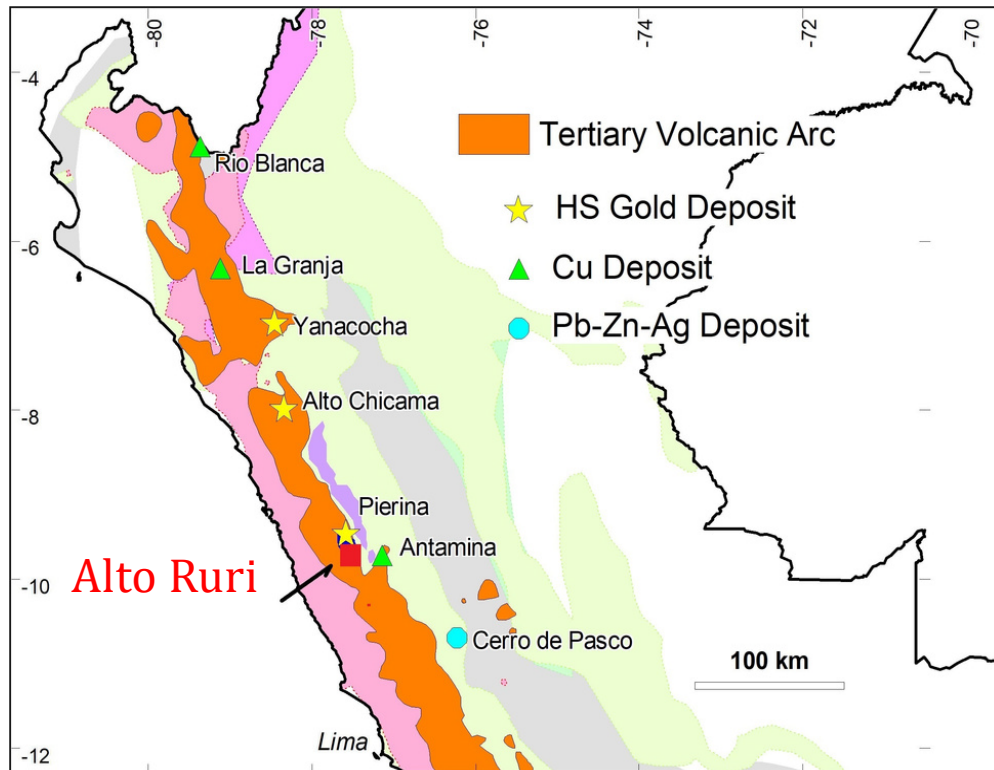 -80
-78
-76
-74
-72
-70
-4
Tertiary Volcanic Arc
Rio Blanca
HS Gold Deposit
-6
La Granja
Cu Deposit
Yanacocha
Pb-Zn-Ag Deposit
-8
Alto Chicama
Pierina
Antamina
Alto Ruri
-10
Cerro de Pasco
100 km
Lima
-12